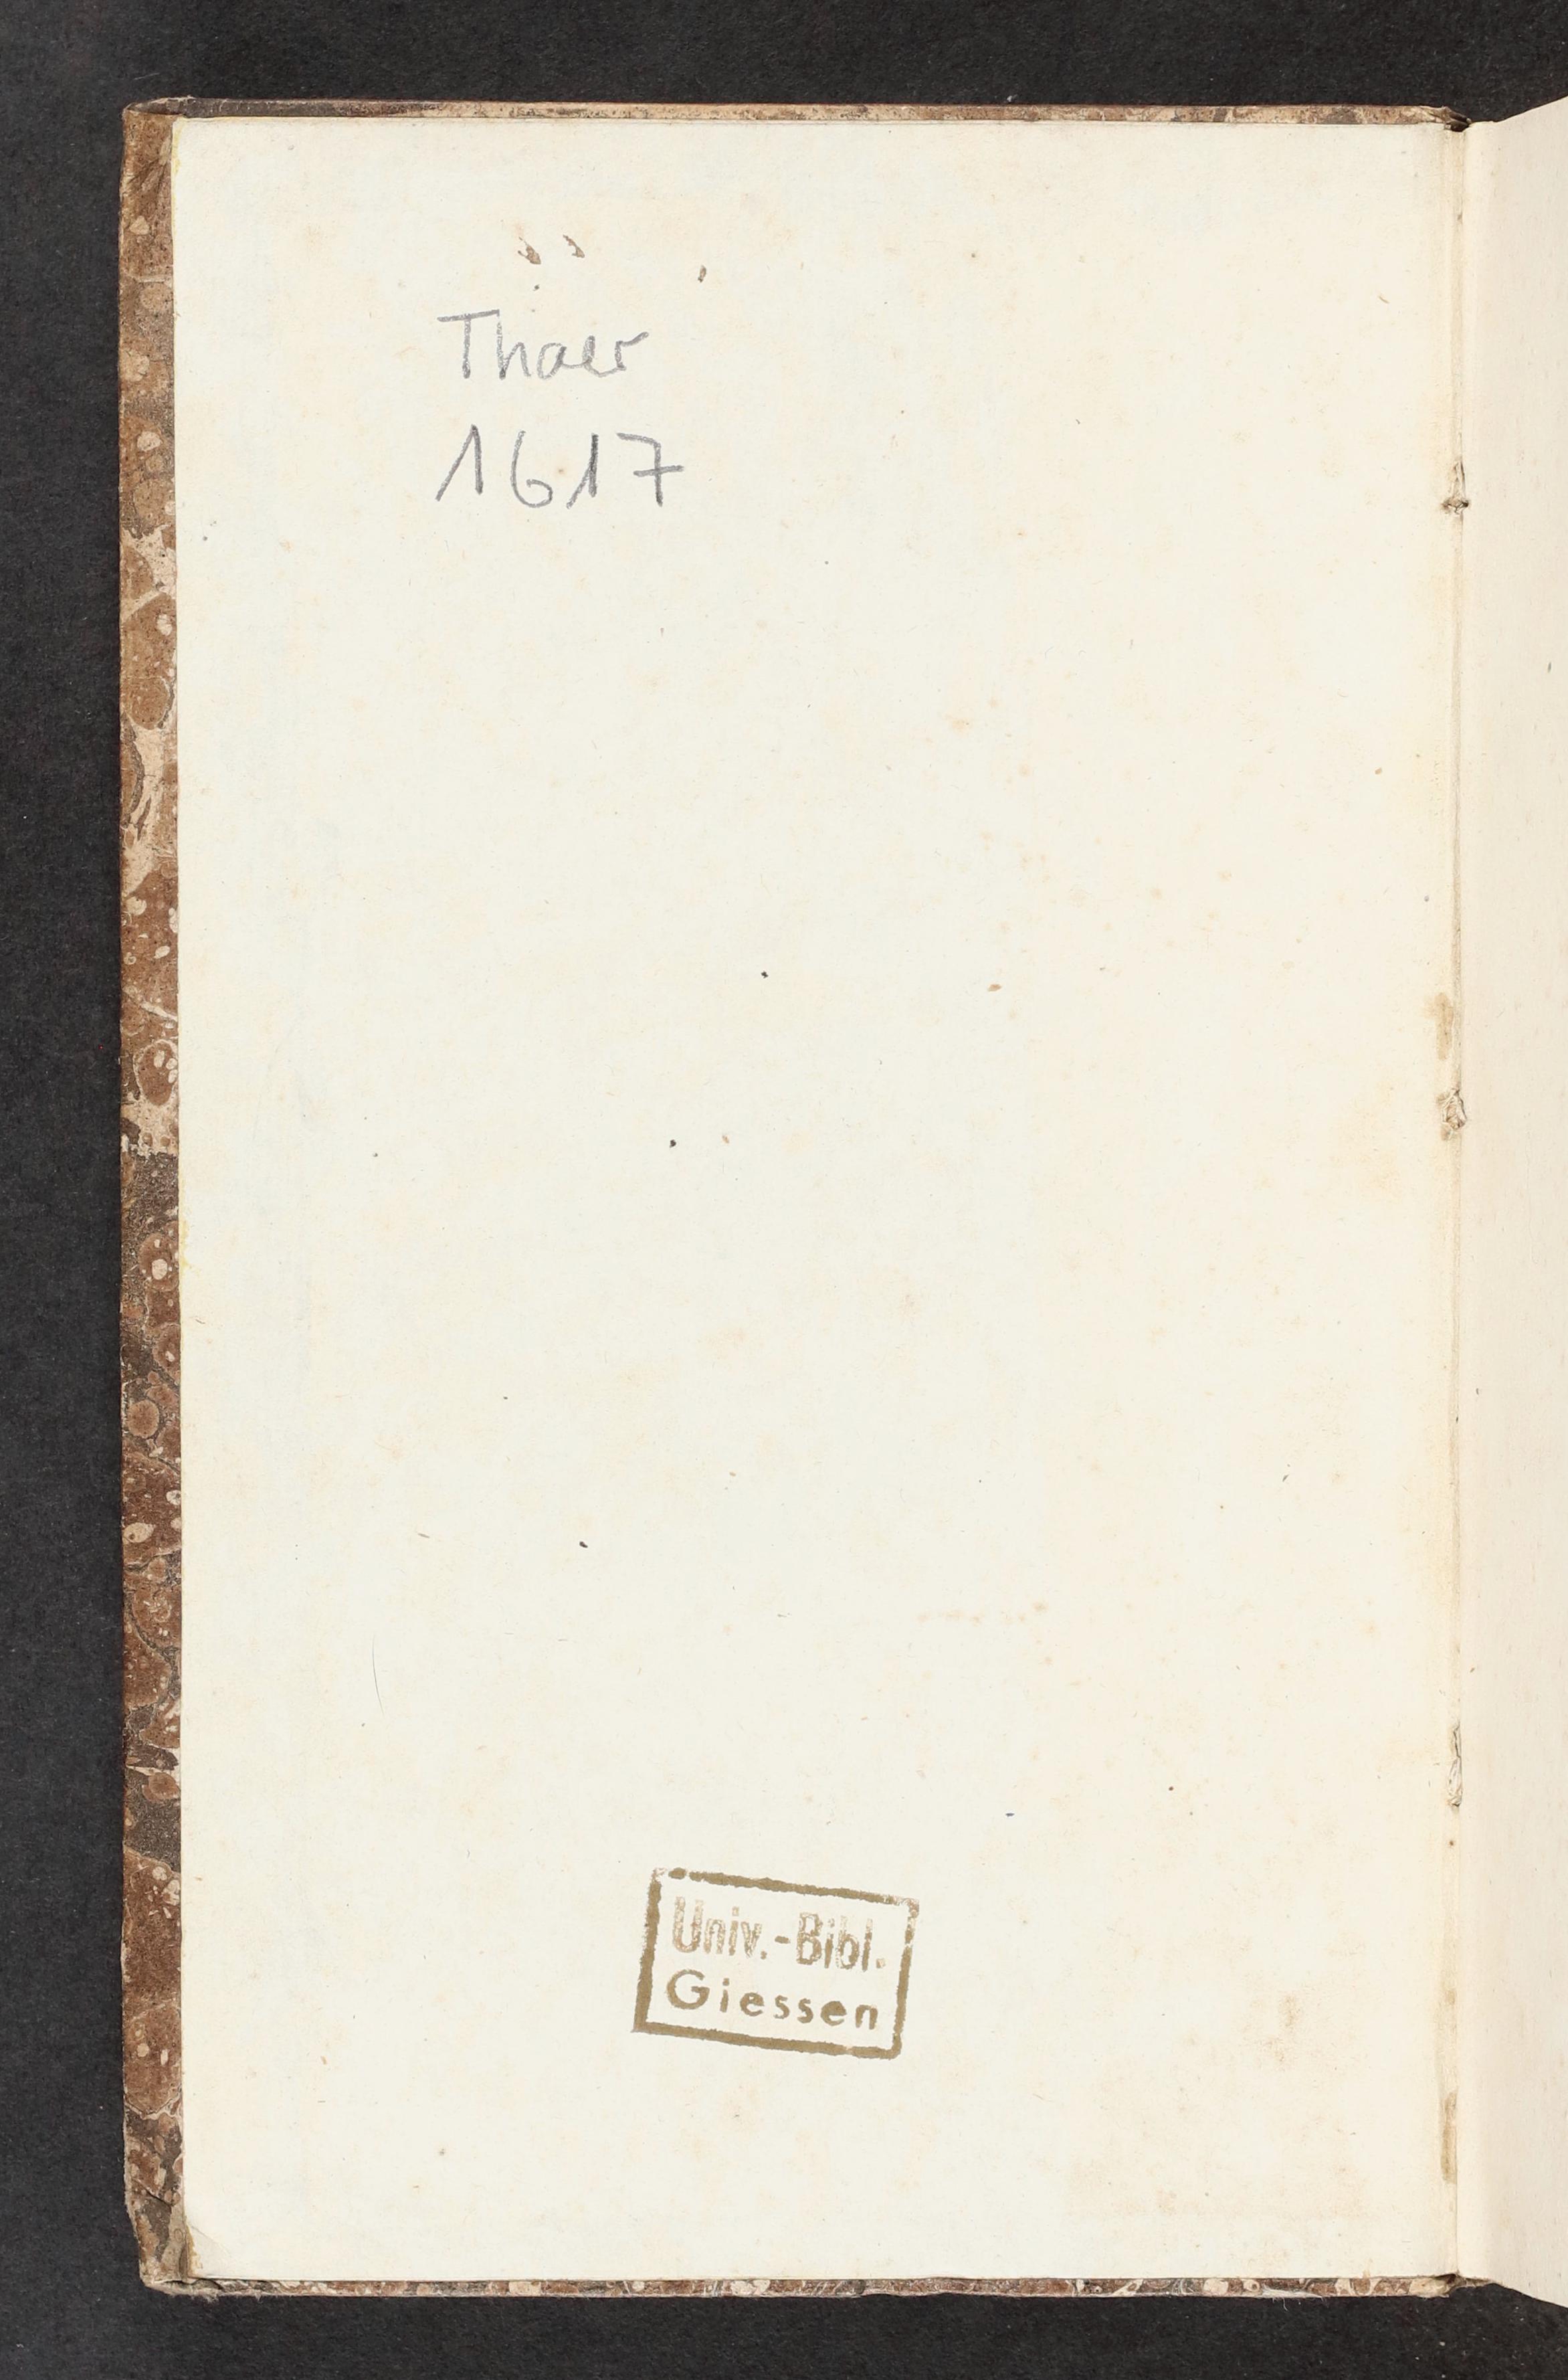 Thaer
1617
Univ.-Bibl.
Giessen